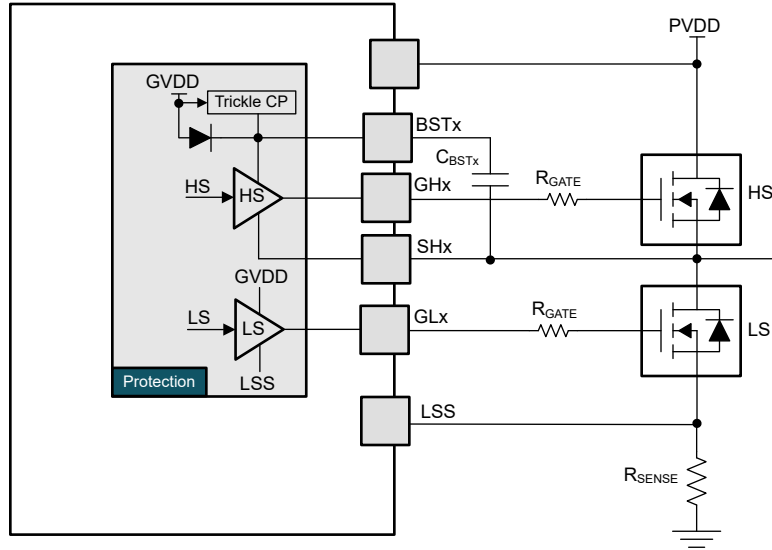 PVDD
GVDD
Trickle CP
BSTx
CBSTx
HS
HS
GHx
RGATE
HS
SHx
GVDD
LS
LS
GLx
RGATE
LS
LSS
Protection
LSS
RSENSE